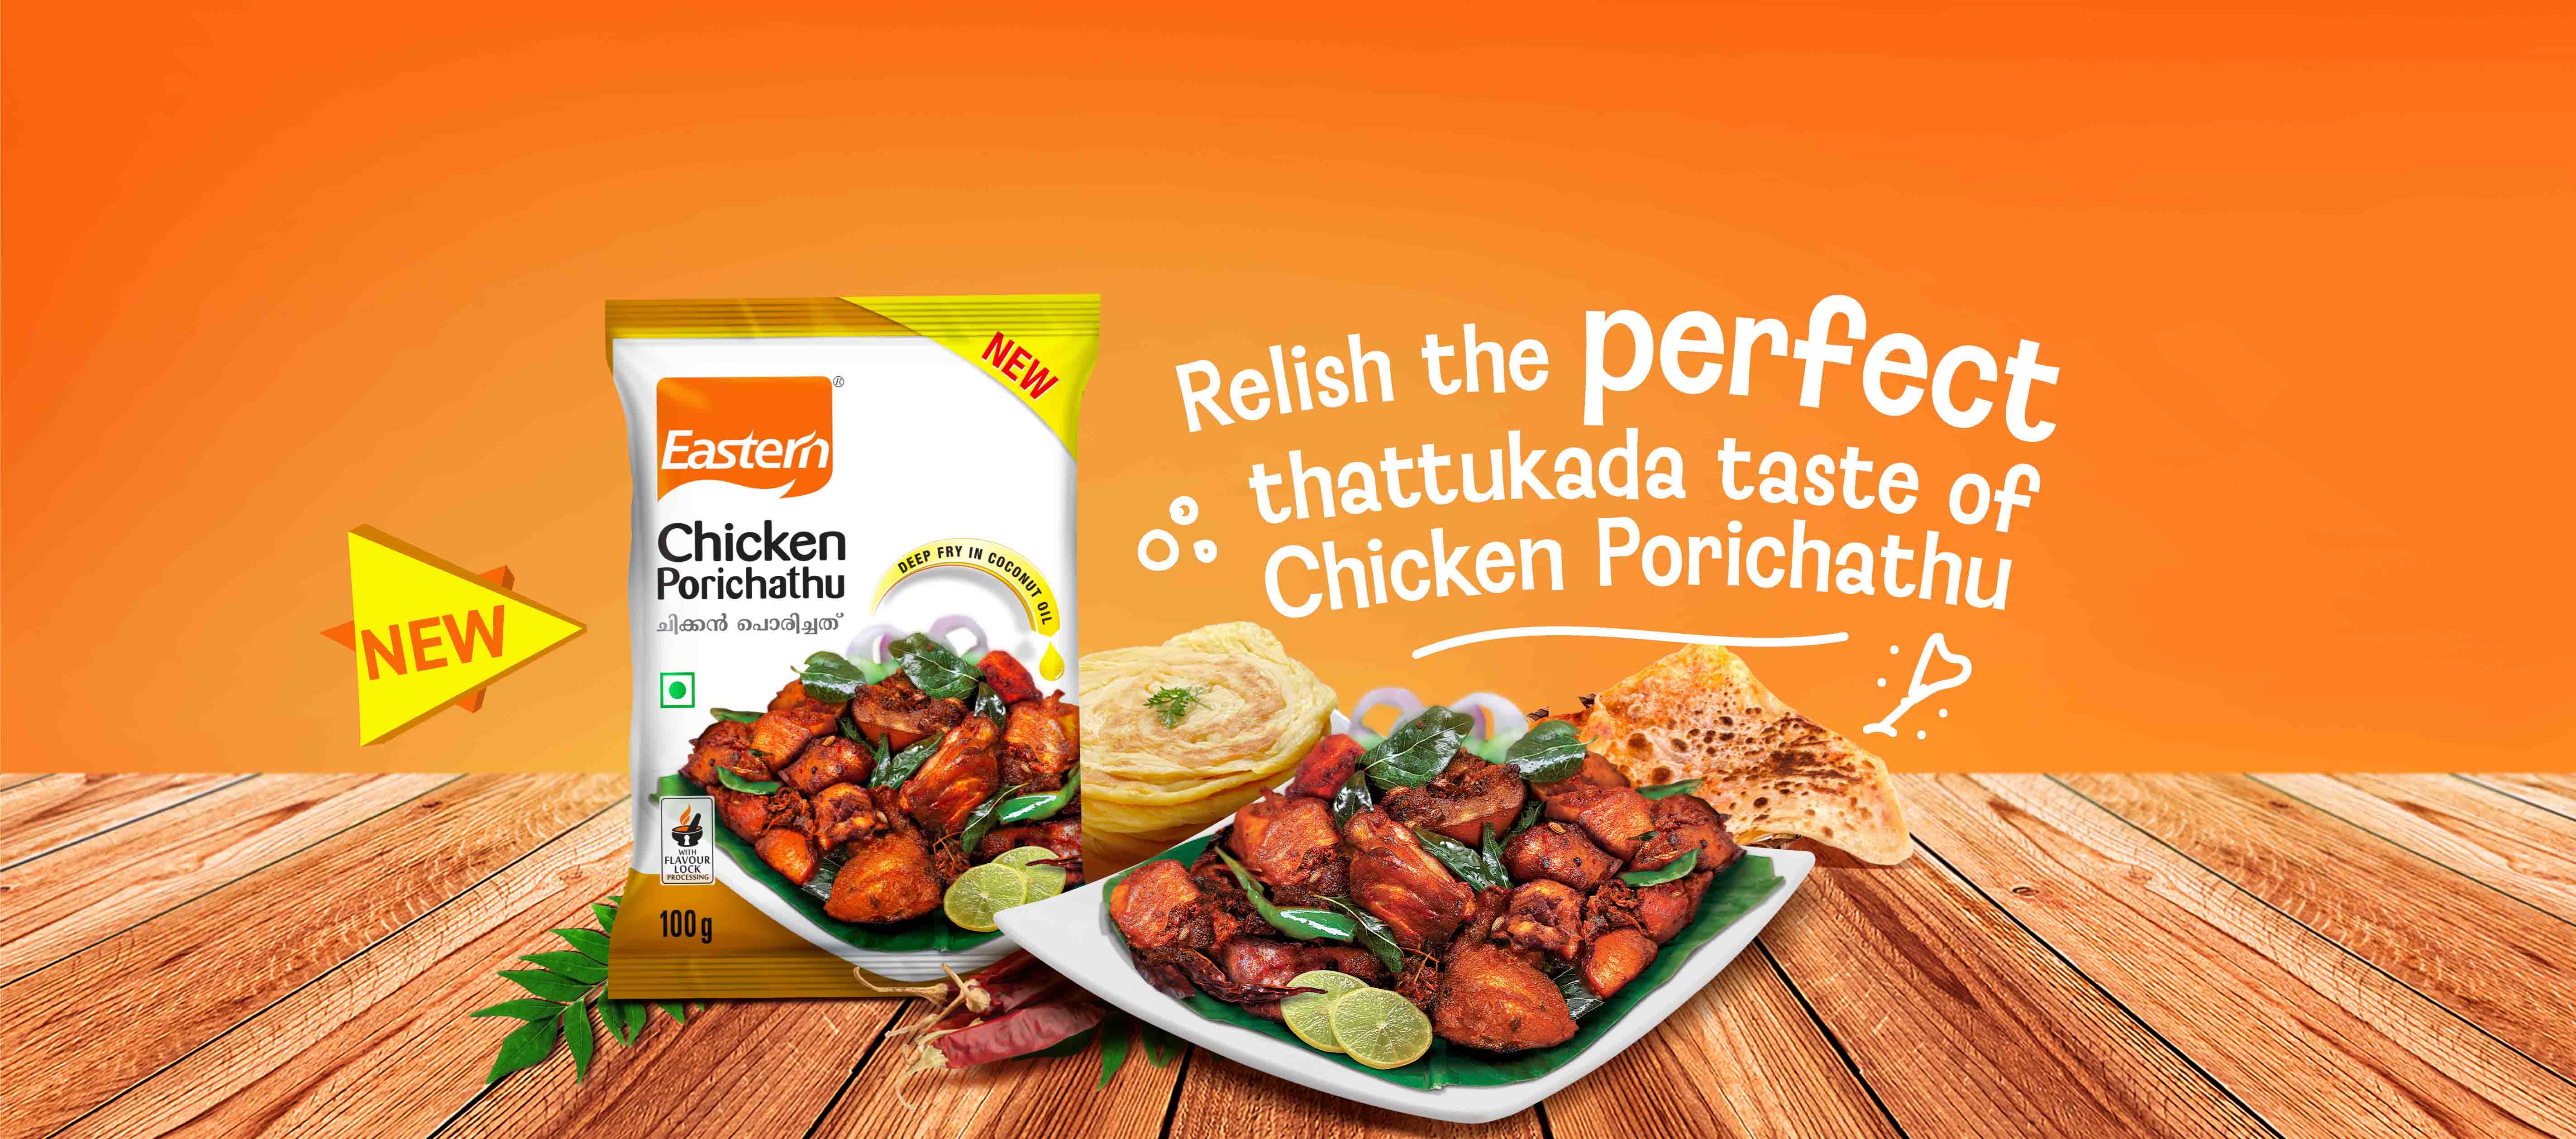 NEW
Eastern®
NEW
Chicken
Porichathu
ചിക്കൻ പൊരിച്ചത്
DEEP FRY IN COCONUT OIL
WITH
FLAVOUR
LOCK
PROCESSING
100 g
Relish the perfect
thattukada taste of
Chicken Porichathu